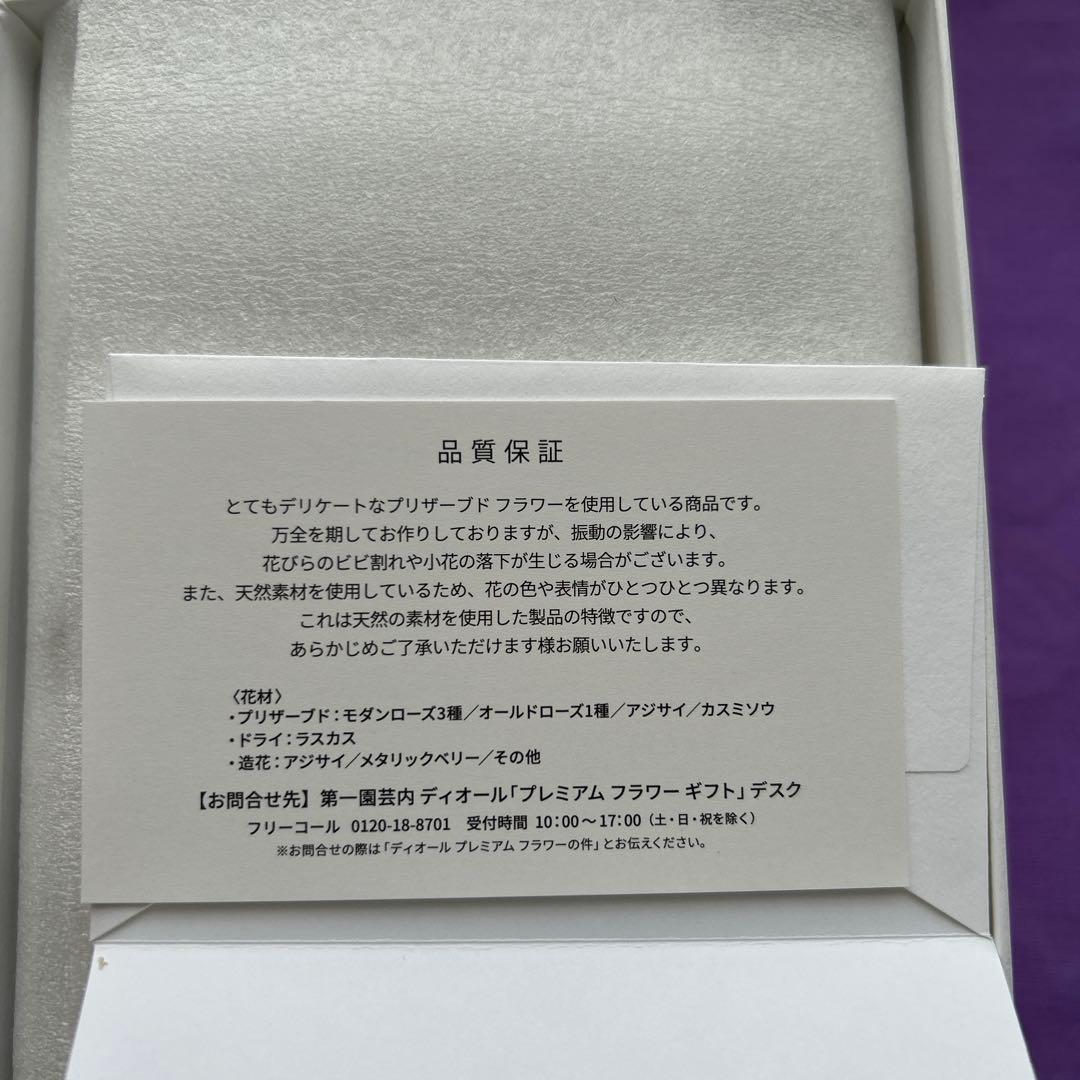 品質保証
とてもデリケートなプリザーブド フラワーを使用している商品です。
万全を期してお作りしておりますが、振動の影響により、
花びらのビビ割れや小花の落下が生じる場合がございます。
また、天然素材を使用しているため、花の色や表情がひとつひとつ異なります。
これは天然の素材を使用した製品の特徴ですので、
あらかじめご了承いただけます様お願いいたします。
〈花材〉
・プリザーブド：モダンローズ3種／オールドローズ1種／アジサイ／カスミソウ
・ドライ：ラスカス
・造花：アジサイ／メタリックベリー／その他
【お問合せ先】第一園芸内 ディオール「プレミアム フラワー ギフト」デスク
フリーコール 0120-18-8701 受付時間 10：00〜17：00（土・日・祝を除く）
※お問合せの際は「ディオール プレミアム フラワーの件」とお伝えください。